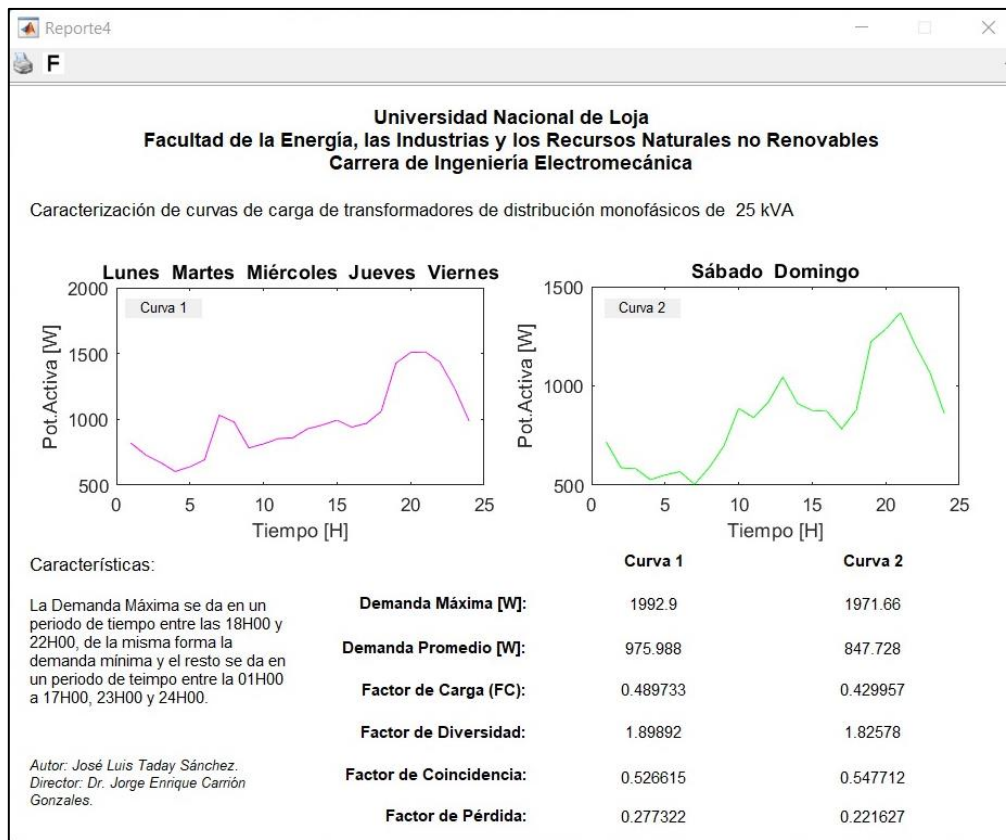 Reporte4
F
Universidad Nacional de Loja
Facultad de la Energía, las Industrias y los Recursos Naturales no Renovables
Carrera de Ingeniería Electromecánica
Caracterización de curvas de carga de transformadores de distribución monofásicos de 25 kVA
Lunes Martes Miércoles Jueves Viernes
2000
1500
1000
500
Pot.Activa [W]
Curva 1
0 5 10 15 20 25
Tiempo [H]
Sábado Domingo
1500
1000
500
Pot.Activa [W]
Curva 2
0 5 10 15 20 25
Tiempo [H]
Características:
La Demanda Máxima se da en un
periodo de tiempo entre las 18H00 y
22H00, de la misma forma la
demanda mínima y el resto se da en
un periodo de teimpo entre la 01H00
a 17H00, 23H00 y 24H00.
Autor: José Luis Taday Sánchez.
Director: Dr. Jorge Enrique Carrión
Gonzales.
Curva 1 Curva 2
Demanda Máxima [W]: 1992.9 1971.66
Demanda Promedio [W]: 975.988 847.728
Factor de Carga (FC): 0.489733 0.429957
Factor de Diversidad: 1.89892 1.82578
Factor de Coincidencia: 0.526615 0.547712
Factor de Pérdida: 0.277322 0.221627